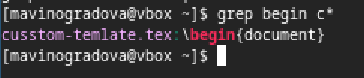 [mavinogradova@vbox ~]$ grep begin c*
cusstom-temlate.tex:\begin{document}
[mavinogradova@vbox ~]$